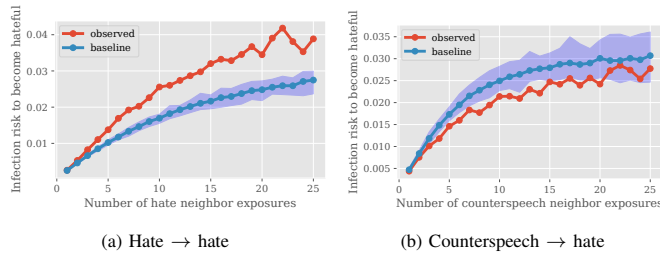 Infection risk to become hateful
0.04
0.03
0.02
0.01
observed
baseline
0 5 10 15 20 25
Number of hate neighbor exposures
(a) Hate → hate
Infection risk to become hateful
0.035
0.030
0.025
0.020
0.015
0.010
0.005
baseline
observed
0 5 10 15 20 25
Number of counterspeech neighbor exposures
(b) Counterspeech → hate